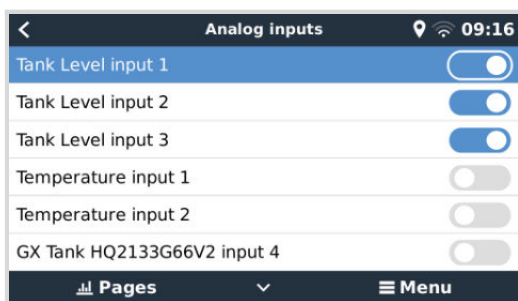 Analog inputs 09:16
Tank Level input 1
Tank Level input 2
Tank Level input 3
Temperature input 1
Temperature input 2
GX Tank HQ2133G66V2 input 4
Pages Menu